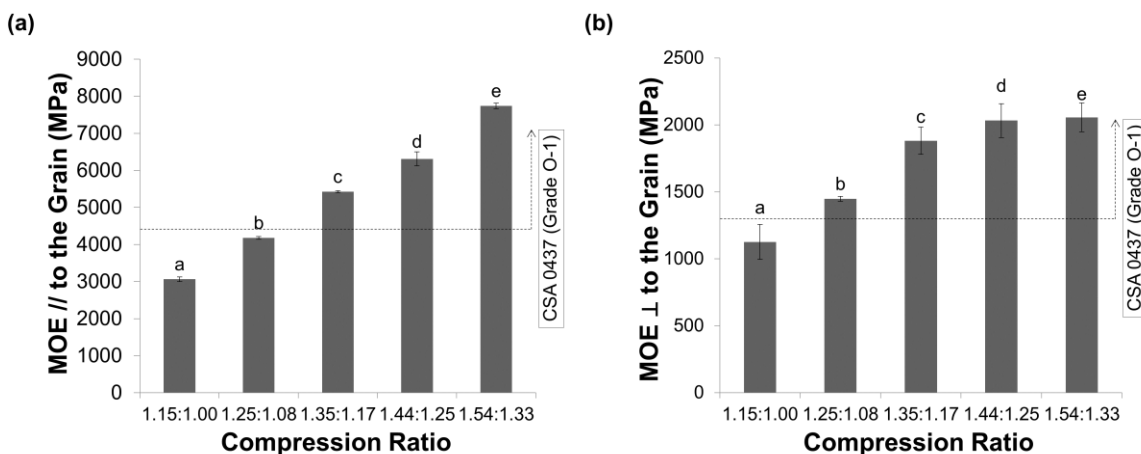 (a)
MOE // to the Grain (MPa)
9000
8000
7000
6000
5000
4000
3000
2000
1000
0
a
b
c
d
e
CSA 0437 (Grade O-1)
1.15:1.00 1.25:1.08 1.35:1.17 1.44:1.25 1.54:1.33
Compression Ratio
(b)
MOE ⊥ to the Grain (MPa)
2500
2000
1500
1000
500
0
a
b
c
d
e
CSA 0437 (Grade O-1)
1.15:1.00 1.25:1.08 1.35:1.17 1.44:1.25 1.54:1.33
Compression Ratio